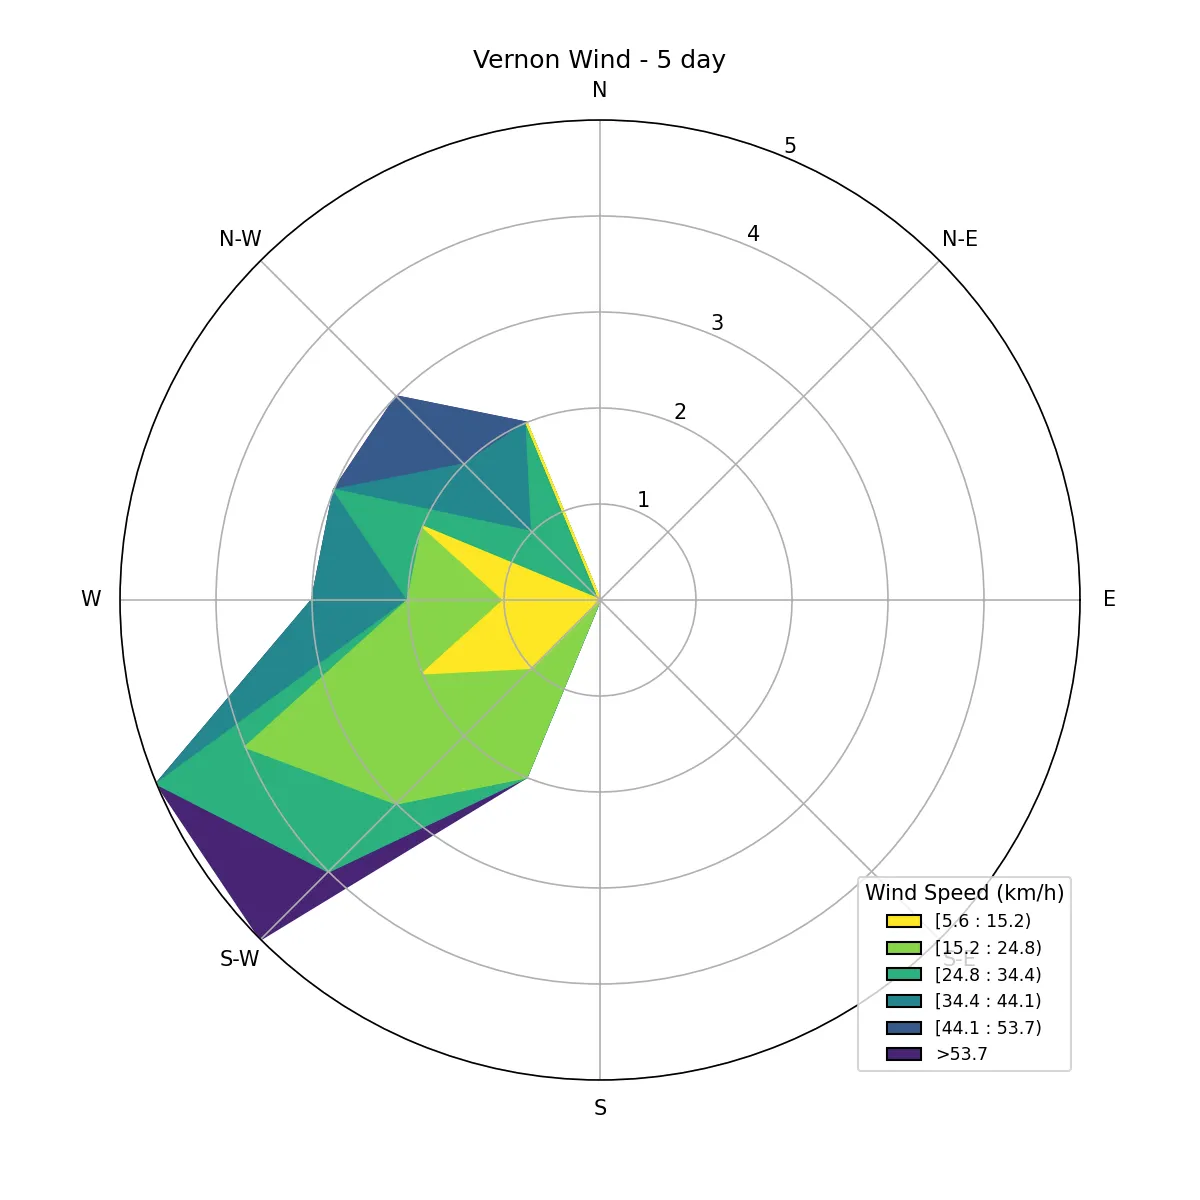 Vernon Wind - 5 day
N
5
N-W
N-E
4
3
2
1
W
E
S-W
S-E
Wind Speed (km/h)
[5.6 : 15.2)
[15.2 : 24.8)
[24.8 : 34.4)
[34.4 : 44.1)
[44.1 : 53.7)
>53.7
S